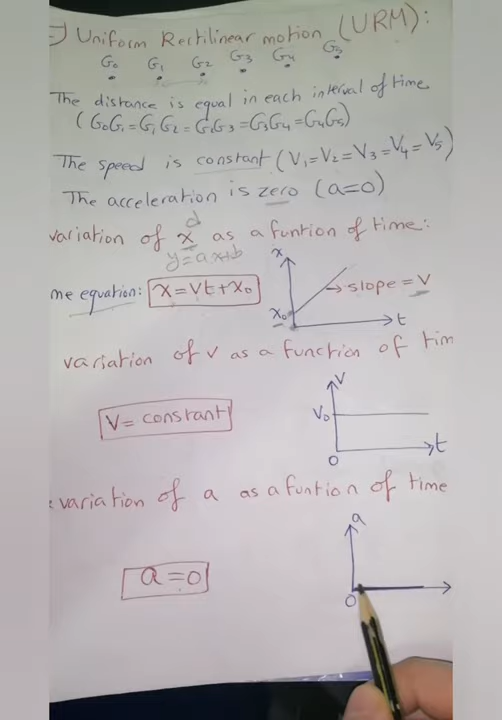 Uniform Rectilinear motion (URM):
G₀ G₁ G₂ G₃ G₄ G₅
The distance is equal in each interval of time
(G₀G₁=G₁G₂=G₂G₃=G₃G₄=G₄G₅)
The speed is constant (V₁=V₂=V₃=V₄=V₅)
The acceleration is zero (a=0)
d
variation of x as a funtion of time:
y=ax+b
me equation: x=Vt+x₀
x
slope = V
x₀
t
variation of v as a function of tim
V
V= constant
V₀
t
0
variation of a as a funtion of time
a
a=0
0